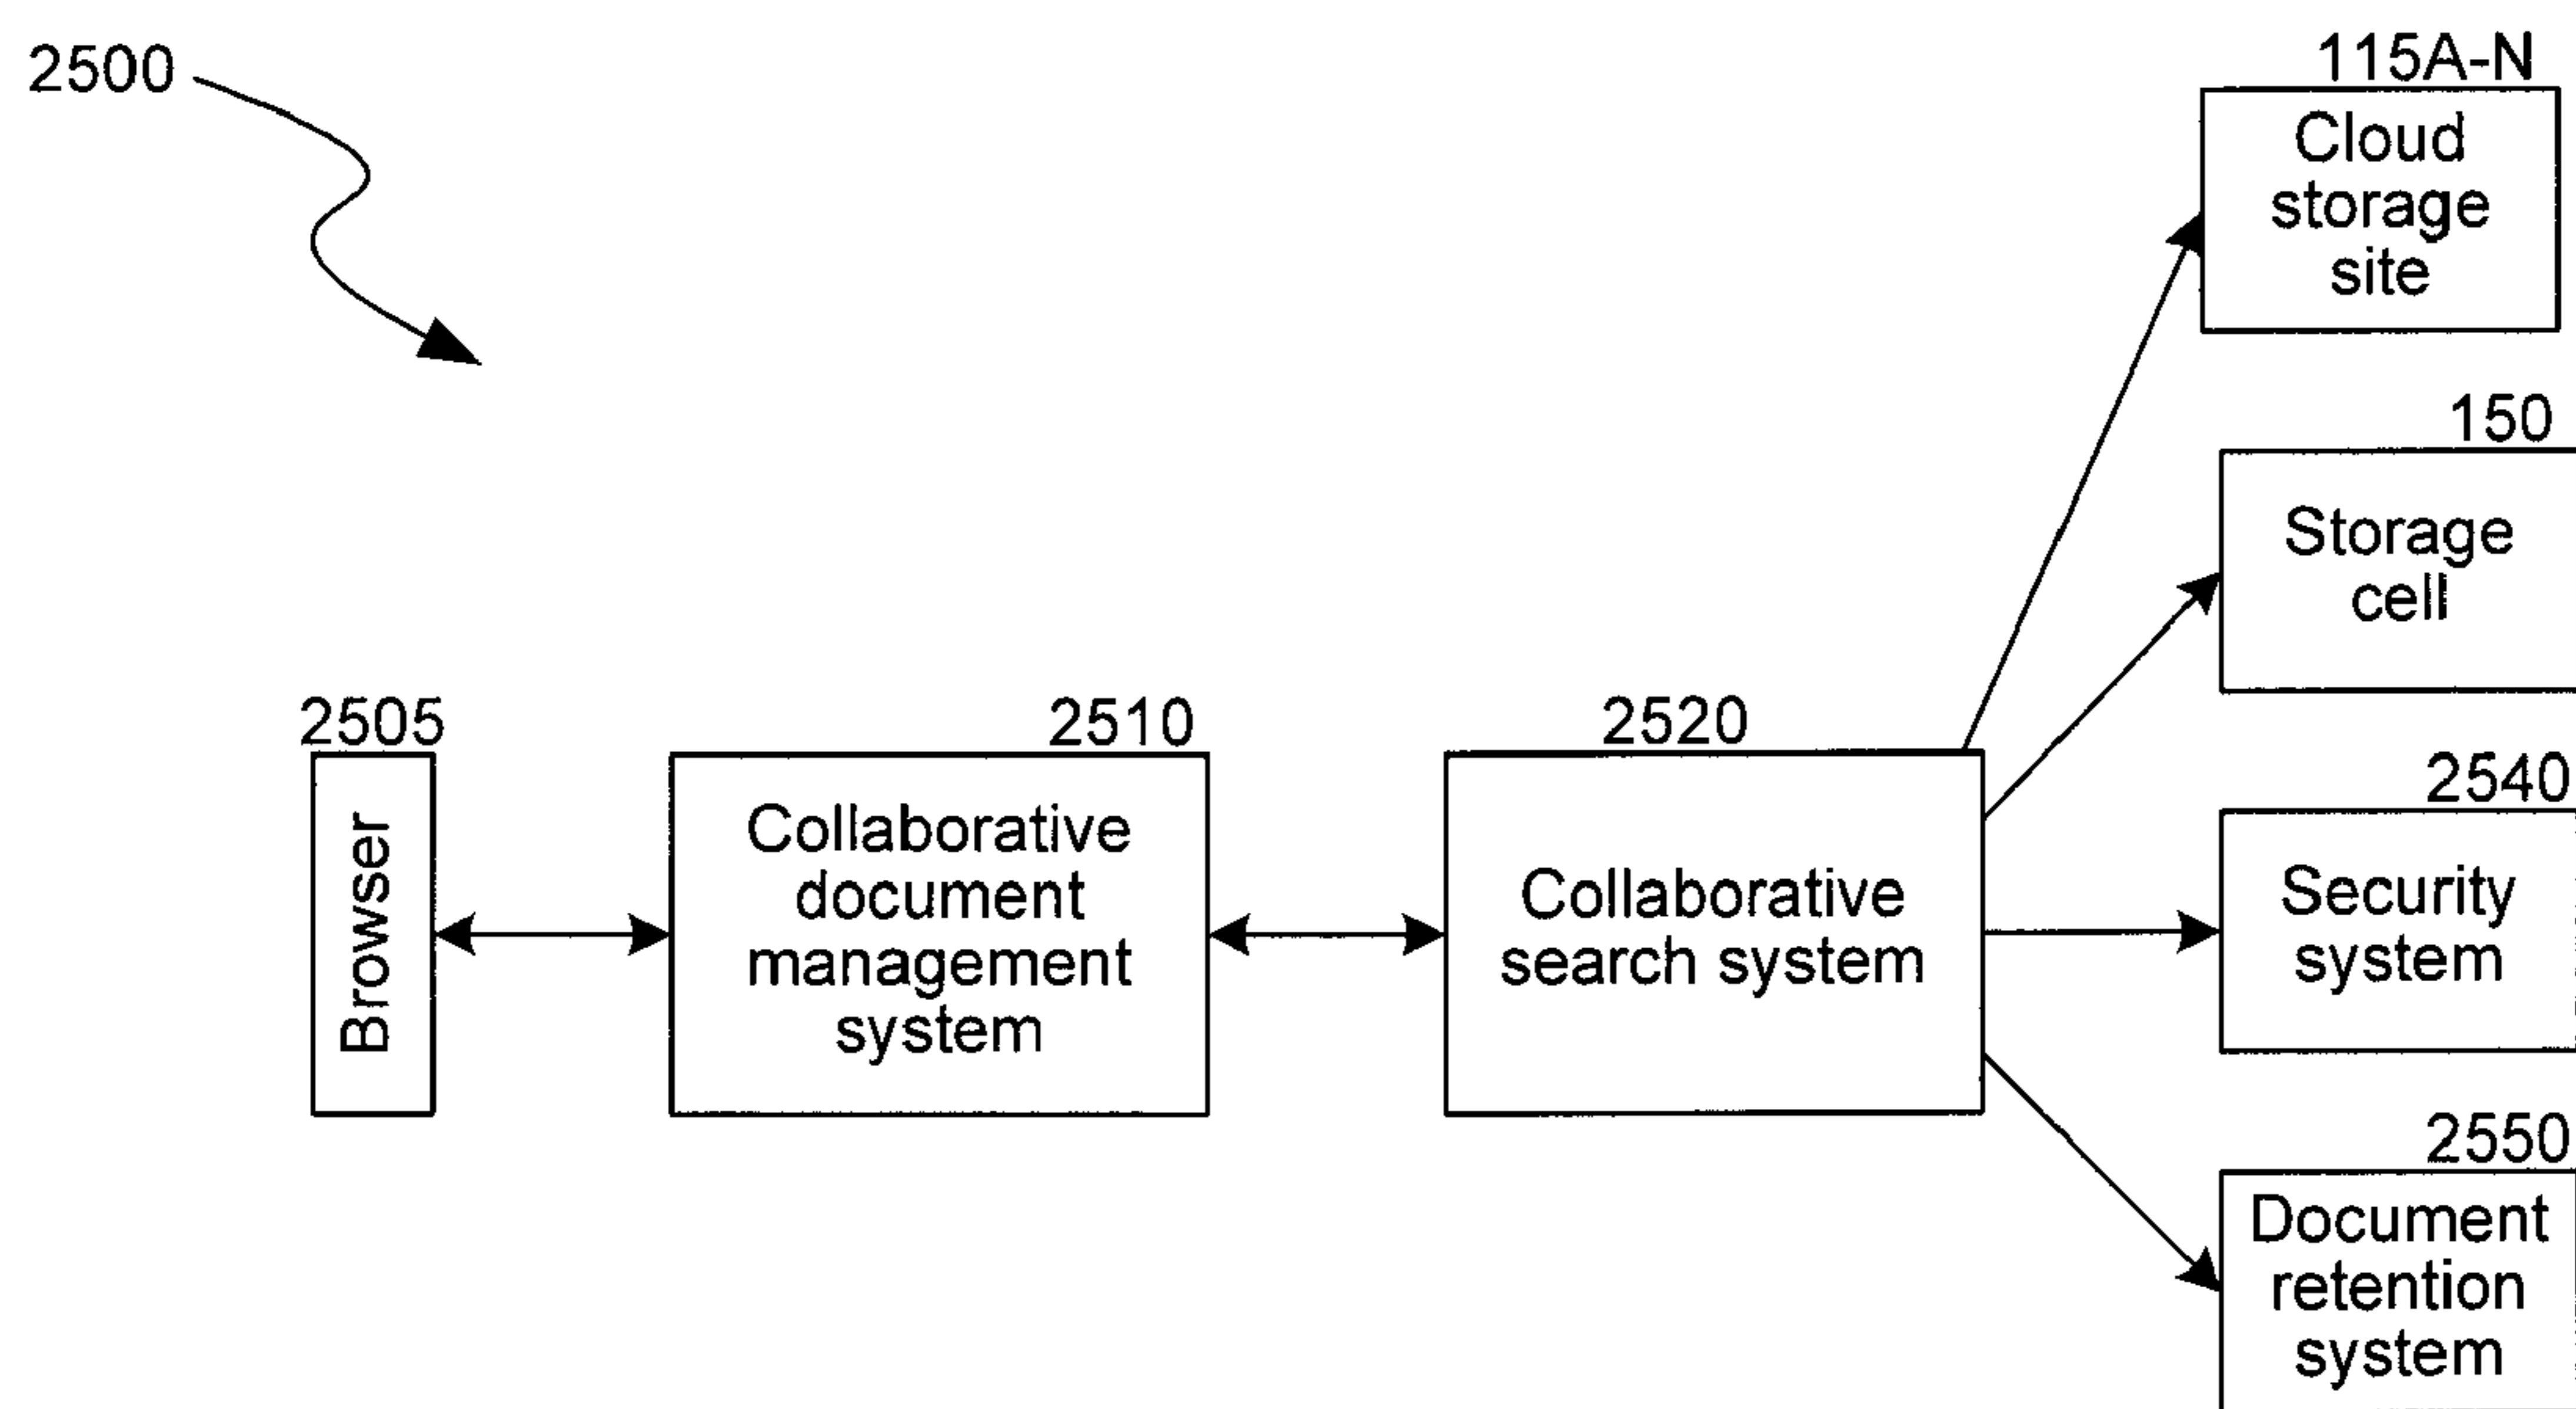 2500
115A-N
Cloud
storage
site
150
Storage
cell
2505
Browser
2510
Collaborative
document
management
system
2520
Collaborative
search system
2540
Security
system
2550
Document
retention
system